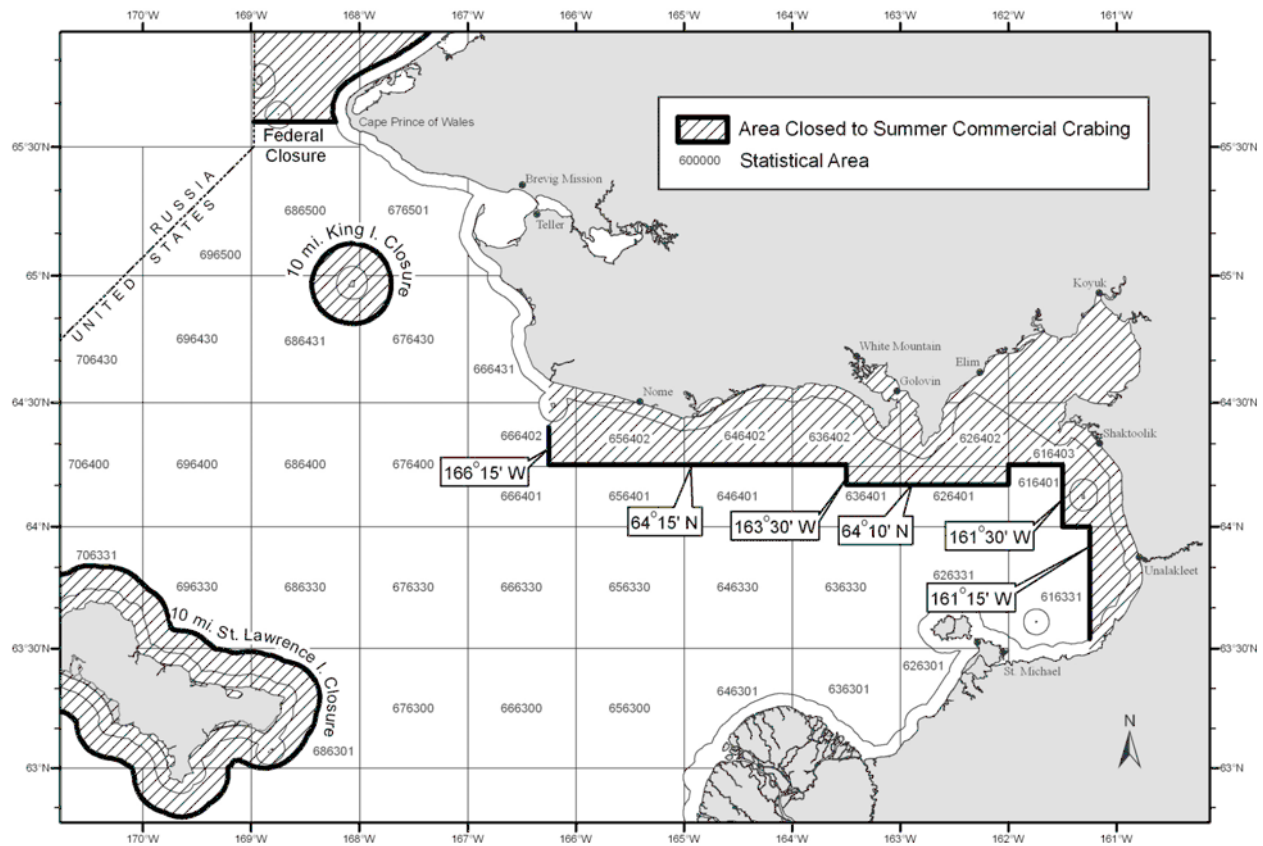 170°W 169°W 168°W 167°W 166°W 165°W 164°W 163°W 162°W 161°W
Cape Prince of Wales
Federal
Closure
Area Closed to Summer Commercial Crabing
600000 Statistical Area
65°30'N 65°30'N
RUSSIA
UNITED STATES
Brevig Mission
Teller
686500 676501
696500
10 mi. King I. Closure
65°N 65°N
Koyuk
696430 686431 676430
706430
666431
White Mountain
Elim
Golovin
Nome
64°30'N 64°30'N
Shaktoolik
666402 656402 646402 636402 626402
616403
706400 696400 686400 676400
166°15' W
616401
666401 656401 646401 636401 626401
64°15' N 163°30' W 64°10' N 161°30' W
64°N 64°N
706331
Unalakleet
696330 686330 676330 666330 656330 646330 636330 626331
161°15' W 616331
10 mi. St. Lawrence I. Closure
63°30'N 63°30'N
626301 St. Michael
646301 636301
676300 666300 656300
686301
N
63°N 63°N
170°W 169°W 168°W 167°W 166°W 165°W 164°W 163°W 162°W 161°W